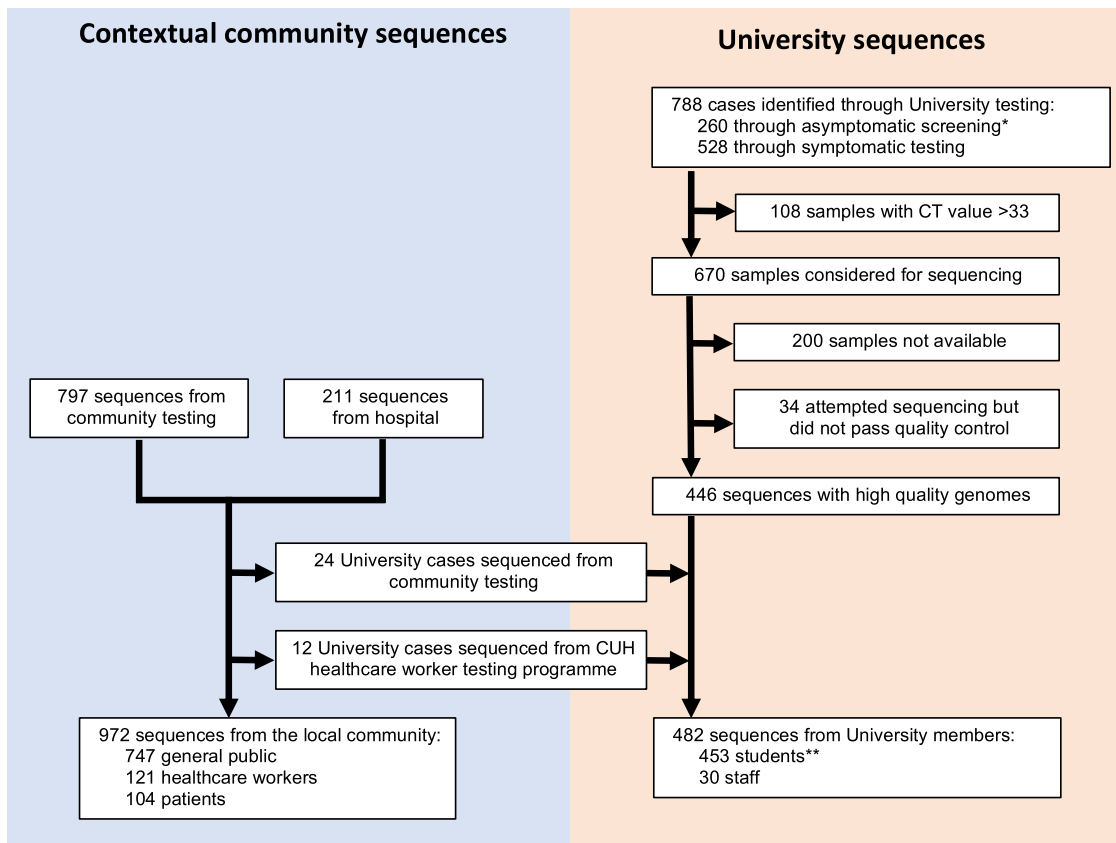 Contextual community sequences
University sequences
788 cases identified through University testing:
260 through asymptomatic screening*
528 through symptomatic testing
108 samples with CT value >33
670 samples considered for sequencing
200 samples not available
34 attempted sequencing but
did not pass quality control
446 sequences with high quality genomes
797 sequences from
community testing
211 sequences
from hospital
24 University cases sequenced from
community testing
12 University cases sequenced from CUH
healthcare worker testing programme
972 sequences from the local community:
747 general public
121 healthcare workers
104 patients
482 sequences from University members:
453 students**
30 staff